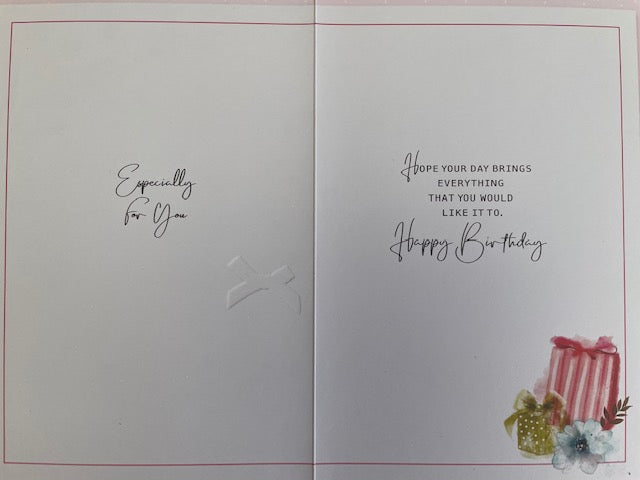 Especially
For You
HOPE YOUR DAY BRINGS
EVERYTHING
THAT YOU WOULD
LIKE IT TO.
Happy Birthday